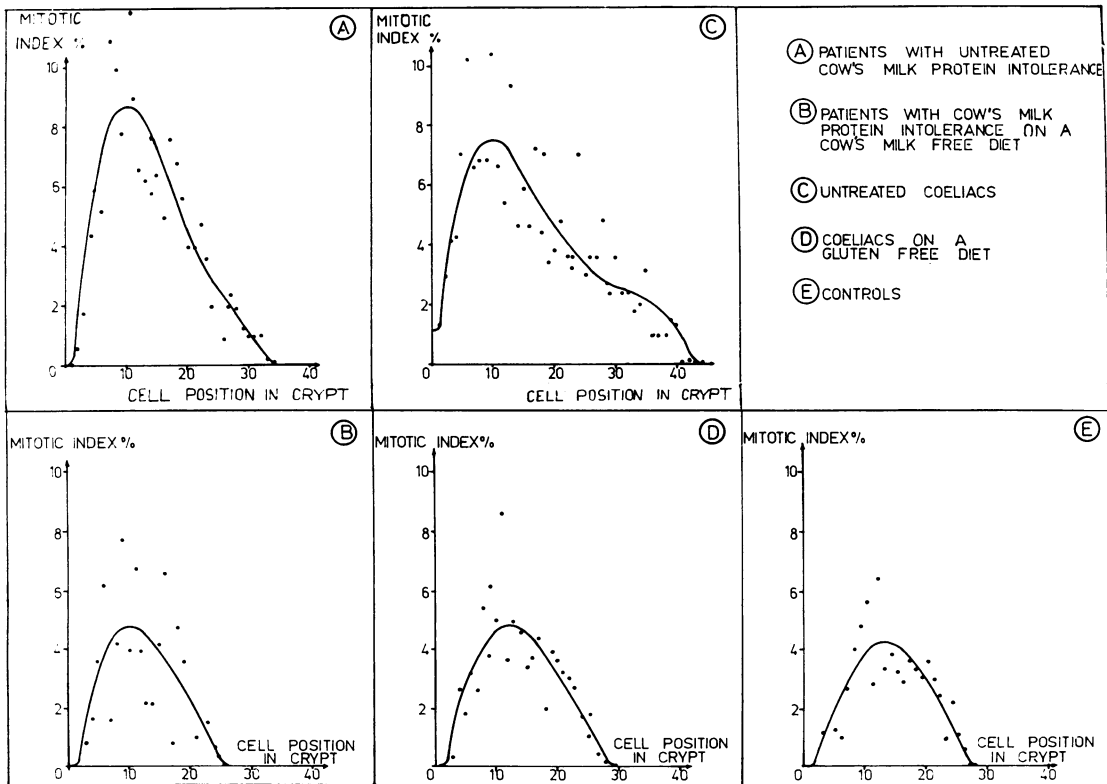 MITOTIC
INDEX %
Ⓐ
10
8
6
4
2
0
10
20
30
40
CELL POSITION IN CRYPT
MITOTIC
INDEX %
Ⓒ
10
8
6
4
2
0
10
20
30
40
CELL POSITION IN CRYPT
Ⓐ PATIENTS WITH UNTREATED
COW'S MILK PROTEIN INTOLERANCE
Ⓑ PATIENTS WITH COW'S MILK
PROTEIN INTOLERANCE ON A
COW'S MILK FREE DIET
Ⓒ UNTREATED COELIACS
Ⓓ COELIACS ON A
GLUTEN FREE DIET
Ⓔ CONTROLS
MITOTIC INDEX %
Ⓑ
10
8
6
4
2
0
10
20
30
40
CELL POSITION
IN CRYPT
MITOTIC INDEX %
Ⓓ
10
8
6
4
2
0
10
20
30
40
CELL POSITION
IN CRYPT
MITOTIC INDEX %
Ⓔ
10
8
6
4
2
0
10
20
30
40
CELL POSITION
IN CRYPT